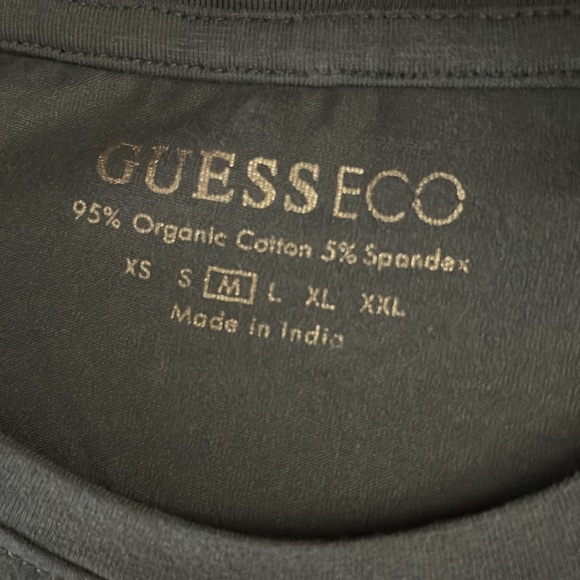 GUESSECO
95% Organic Cotton 5% Spandex
XS S M L XL XXL
Made in India